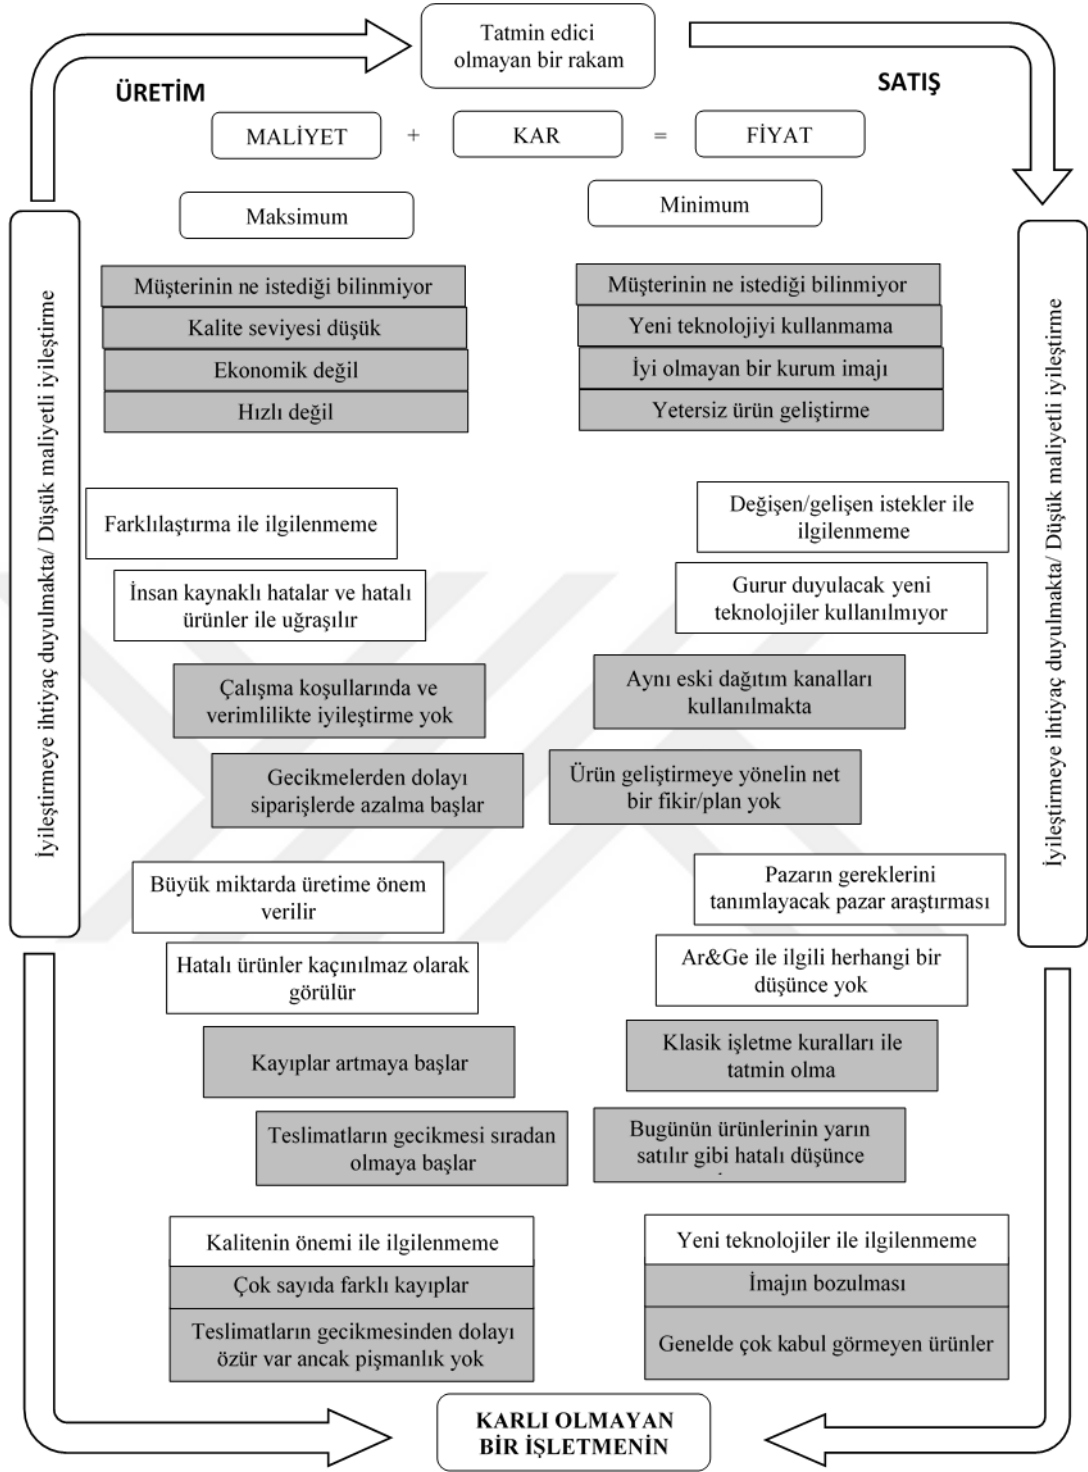 Tatmin edici
olmayan bir rakam
ÜRETİM
SATIŞ
MALİYET + KAR = FİYAT
Maksimum
Minimum
İyileştirmeye ihtiyaç duyulmakta/ Düşük maliyetli iyileştirme
İyileştirmeye ihtiyaç duyulmakta/ Düşük maliyetli iyileştirme
Müşterinin ne istediği bilinmiyor
Kalite seviyesi düşük
Ekonomik değil
Hızlı değil
Müşterinin ne istediği bilinmiyor
Yeni teknolojiyi kullanmama
İyi olmayan bir kurum imajı
Yetersiz ürün geliştirme
Farklılaştırma ile ilgilenmeme
İnsan kaynaklı hatalar ve hatalı
ürünler ile uğraşılır
Çalışma koşullarında ve
verimlilikte iyileştirme yok
Gecikmelerden dolayı
siparişlerde azalma başlar
Değişen/gelişen istekler ile
ilgilenmeme
Gurur duyulacak yeni
teknolojiler kullanılmıyor
Aynı eski dağıtım kanalları
kullanılmakta
Ürün geliştirmeye yönelin net
bir fikir/plan yok
Büyük miktarda üretime önem
verilir
Hatalı ürünler kaçınılmaz olarak
görülür
Kayıplar artmaya başlar
Teslimatların gecikmesi sıradan
olmaya başlar
Pazarın gereklerini
tanımlayacak pazar araştırması
Ar&Ge ile ilgili herhangi bir
düşünce yok
Klasik işletme kuralları ile
tatmin olma
Bugünün ürünlerinin yarın
satılır gibi hatalı düşünce
Kalitenin önemi ile ilgilenmeme
Çok sayıda farklı kayıplar
Teslimatların gecikmesinden dolayı
özür var ancak pişmanlık yok
Yeni teknolojiler ile ilgilenmeme
İmajın bozulması
Genelde çok kabul görmeyen ürünler
KARLI OLMAYAN
BİR İŞLETMENİN